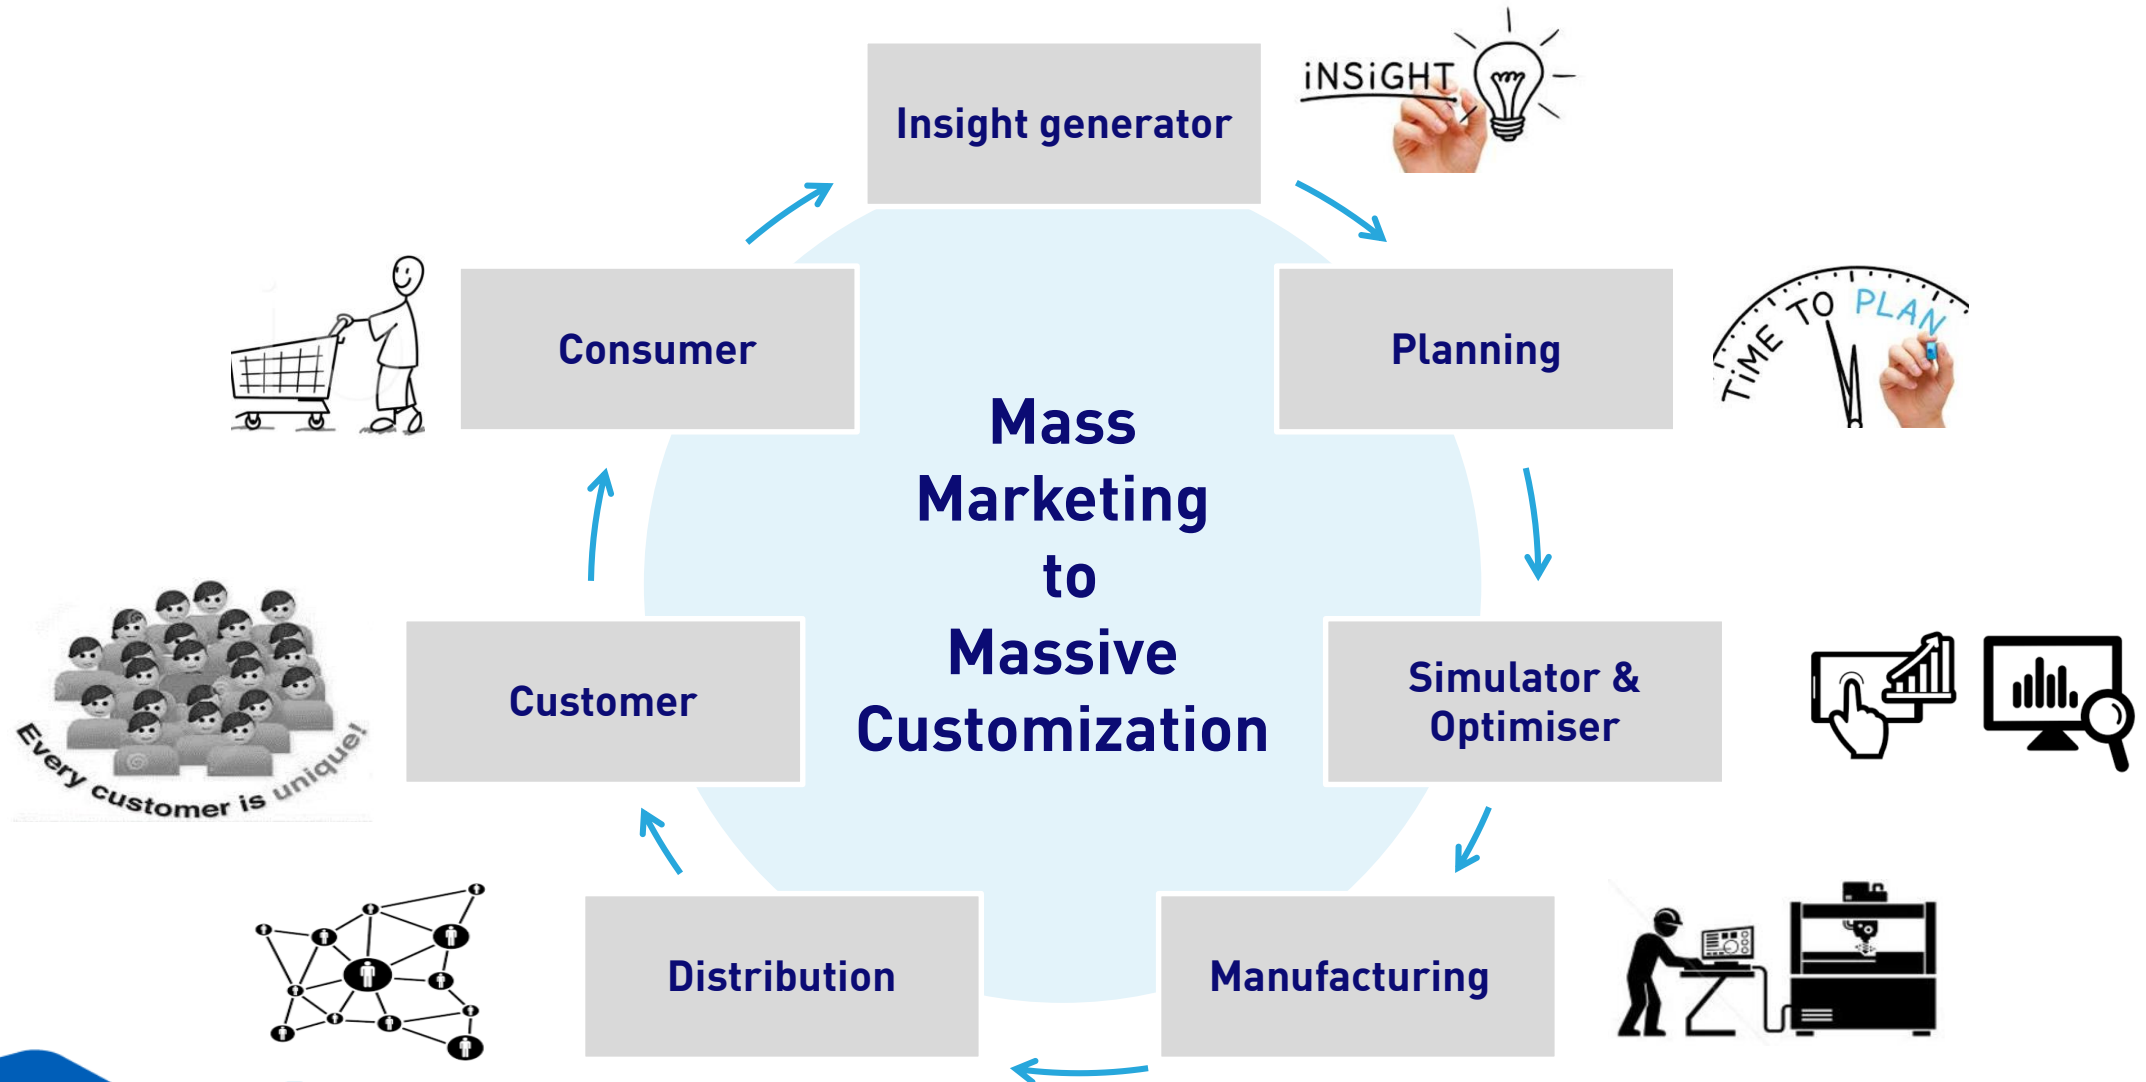 Insight generator
iNSiGHT
Consumer
Planning
TiME TO PLAN
Mass
Marketing
to
Massive
Customization
Customer
Simulator &
Optimiser
Every customer is unique!
Distribution
Manufacturing